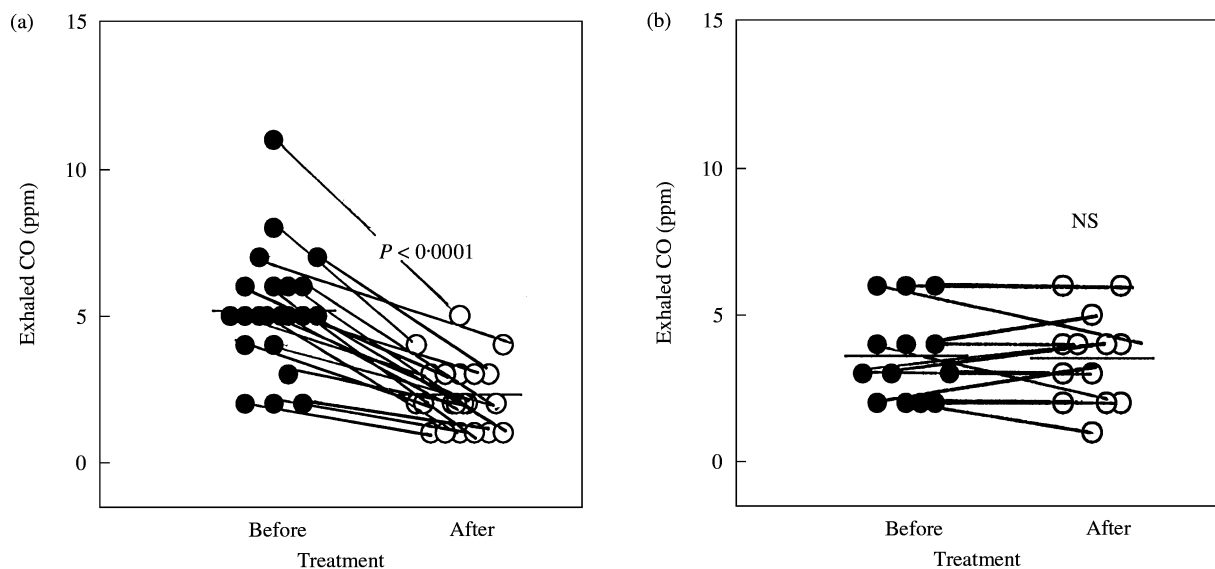 (a)
15
10
5
0
Exhaled CO (ppm)
P < 0·0001
Before
After
Treatment
(b)
15
10
5
0
Exhaled CO (ppm)
NS
Before
After
Treatment